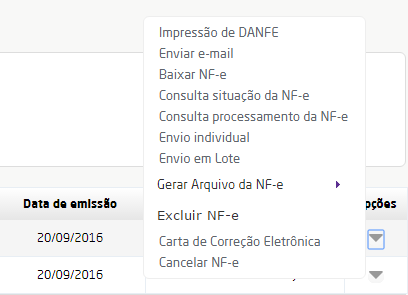 Impressão de DANFE
Enviar e-mail
Baixar NF-e
Consulta situação da NF-e
Consulta processamento da NF-e
Envio individual
Envio em Lote
Gerar Arquivo da NF-e
Excluir NF-e
Carta de Correção Eletrônica
Cancelar NF-e
Data de emissão
pções
20/09/2016
20/09/2016